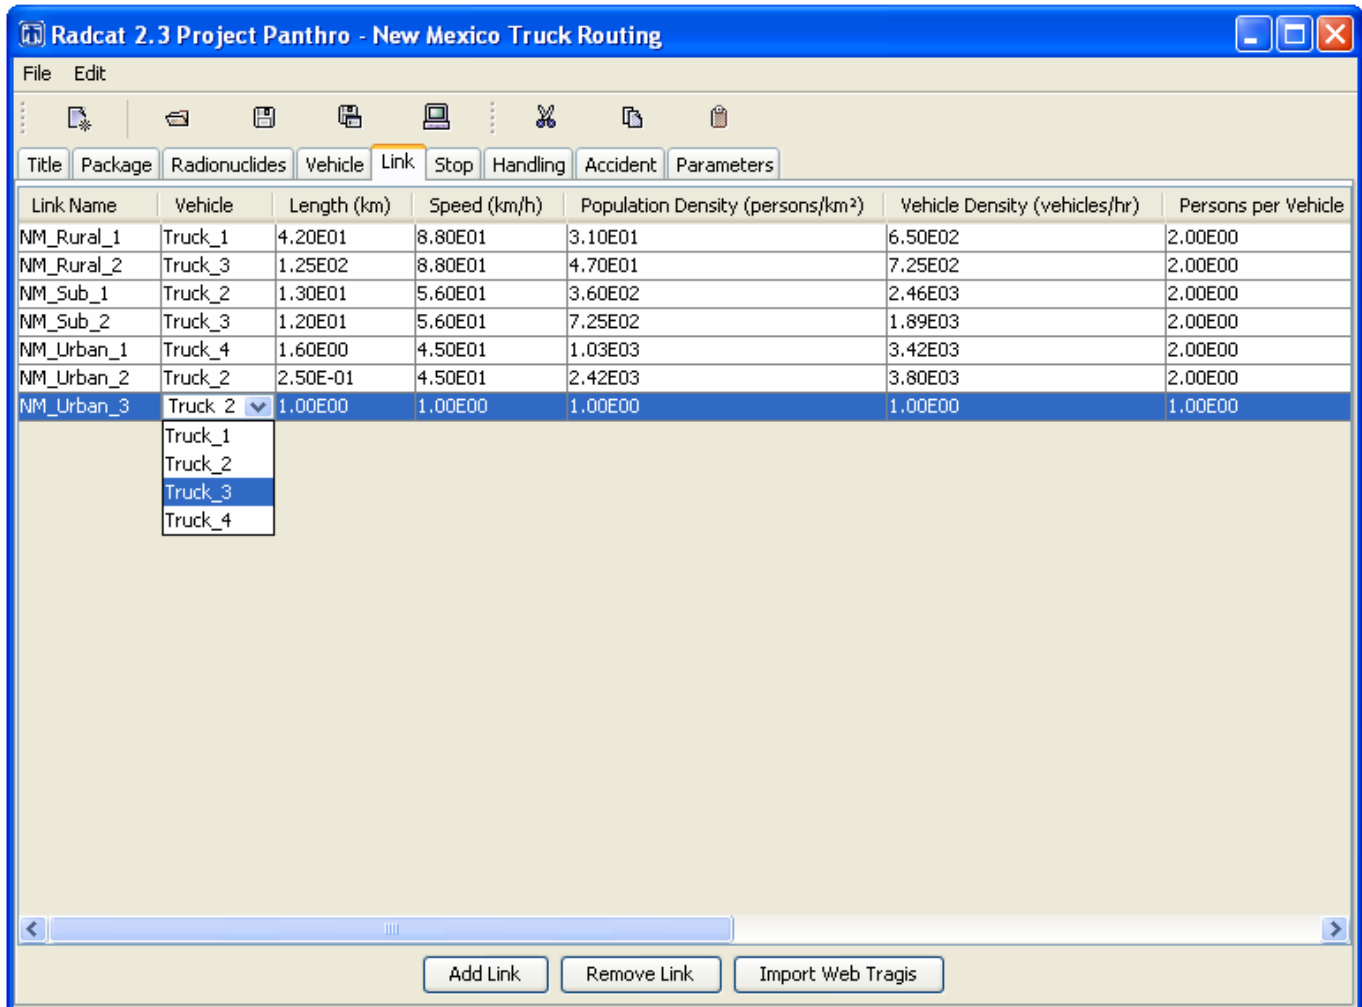 Radcat 2.3 Project Panthro - New Mexico Truck Routing
File Edit
Title Package Radionuclides Vehicle Link Stop Handling Accident Parameters
Link Name Vehicle Length (km) Speed (km/h) Population Density (persons/km²) Vehicle Density (vehicles/hr) Persons per Vehicle
NM_Rural_1 Truck_1 4.20E01 8.80E01 3.10E01 6.50E02 2.00E00
NM_Rural_2 Truck_3 1.25E02 8.80E01 4.70E01 7.25E02 2.00E00
NM_Sub_1 Truck_2 1.30E01 5.60E01 3.60E02 2.46E03 2.00E00
NM_Sub_2 Truck_3 1.20E01 5.60E01 7.25E02 1.89E03 2.00E00
NM_Urban_1 Truck_4 1.60E00 4.50E01 1.03E03 3.42E03 2.00E00
NM_Urban_2 Truck_2 2.50E-01 4.50E01 2.42E03 3.80E03 2.00E00
NM_Urban_3 Truck_2 1.00E00 1.00E00 1.00E00 1.00E00 1.00E00
Truck_1
Truck_2
Truck_3
Truck_4
Add Link Remove Link Import Web Tragis